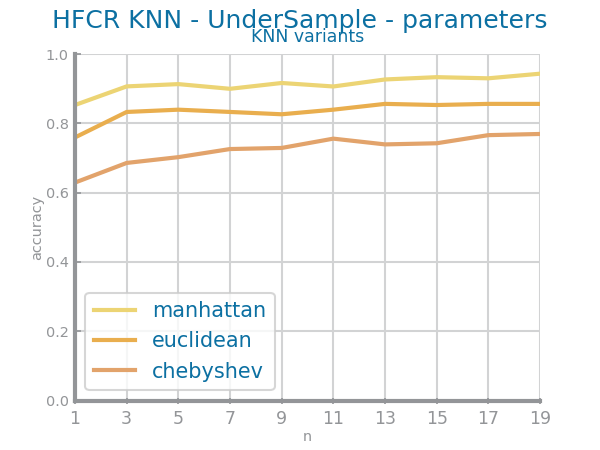 HFCR KNN - UnderSample - parameters
KNN variants
1.0
0.8
0.6
0.4
0.2
0.0
accuracy
manhattan
euclidean
chebyshev
1 3 5 7 9 11 13 15 17 19
n